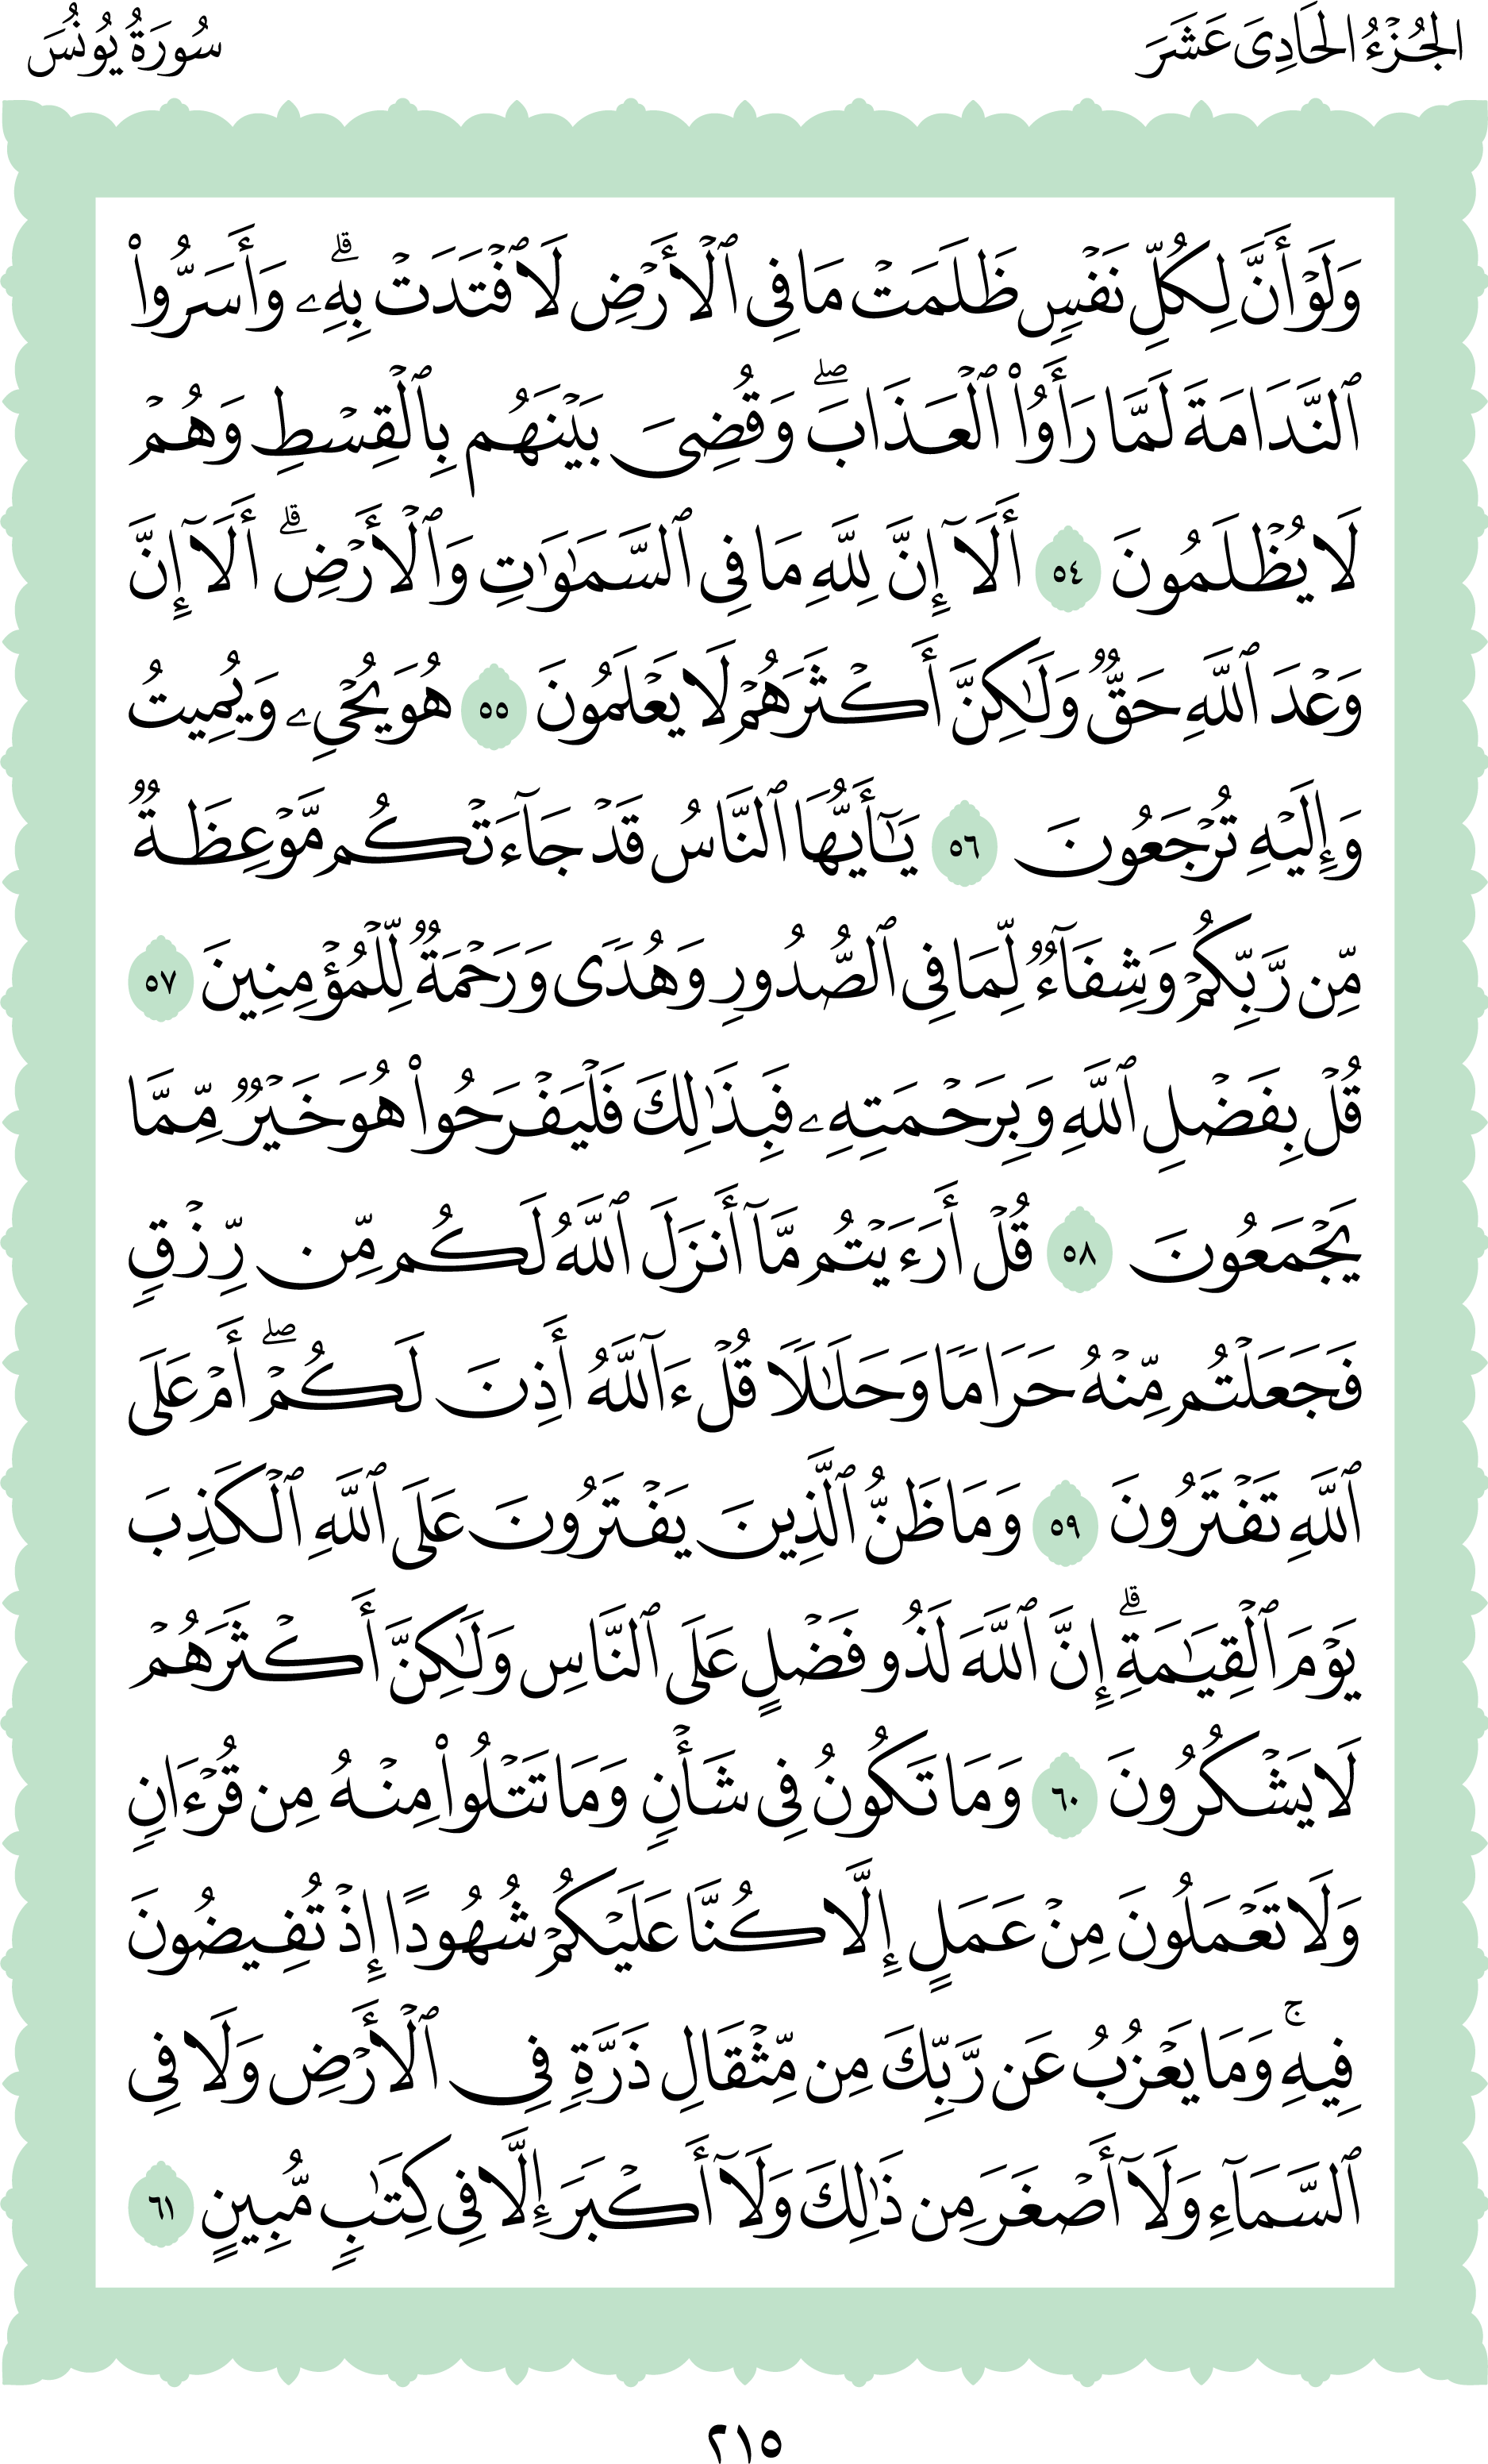 الجُزْءُ الحَادِىَ عَشَرَ
سُورَةُ يُونُسَ
وَلَوْ أَنَّ لِكُلِّ نَفْسٍ ظَلَمَتْ مَا فِى ٱلْأَرْضِ لَٱفْتَدَتْ بِهِۦ ۗ وَأَسَرُّوا۟
ٱلنَّدَامَةَ لَمَّا رَأَوُا۟ ٱلْعَذَابَ ۖ وَقُضِىَ بَيْنَهُم بِٱلْقِسْطِ وَهُمْ
لَا يُظْلَمُونَ ٥٤ أَلَآ إِنَّ لِلَّهِ مَا فِى ٱلسَّمَـٰوَٰتِ وَٱلْأَرْضِ ۗ أَلَآ إِنَّ
وَعْدَ ٱللَّهِ حَقٌّ وَلَـٰكِنَّ أَكْثَرَهُمْ لَا يَعْلَمُونَ ٥٥ هُوَ يُحْىِۦ وَيُمِيتُ
وَإِلَيْهِ تُرْجَعُونَ ٥٦ يَـٰٓأَيُّهَا ٱلنَّاسُ قَدْ جَآءَتْكُم مَّوْعِظَةٌ
مِّن رَّبِّكُمْ وَشِفَآءٌ لِّمَا فِى ٱلصُّدُورِ وَهُدًى وَرَحْمَةٌ لِّلْمُؤْمِنِينَ ٥٧
قُلْ بِفَضْلِ ٱللَّهِ وَبِرَحْمَتِهِۦ فَبِذَٰلِكَ فَلْيَفْرَحُوا۟ هُوَ خَيْرٌ مِّمَّا
يَجْمَعُونَ ٥٨ قُلْ أَرَءَيْتُم مَّآ أَنزَلَ ٱللَّهُ لَكُم مِّن رِّزْقٍ
فَجَعَلْتُم مِّنْهُ حَرَامًا وَحَلَـٰلًا قُلْ ءَآللَّهُ أَذِنَ لَكُمْ ۖ أَمْ عَلَى
ٱللَّهِ تَفْتَرُونَ ٥٩ وَمَا ظَنُّ ٱلَّذِينَ يَفْتَرُونَ عَلَى ٱللَّهِ ٱلْكَذِبَ
يَوْمَ ٱلْقِيَـٰمَةِ ۗ إِنَّ ٱللَّهَ لَذُو فَضْلٍ عَلَى ٱلنَّاسِ وَلَـٰكِنَّ أَكْثَرَهُمْ
لَا يَشْكُرُونَ ٦٠ وَمَا تَكُونُ فِى شَأْنٍ وَمَا تَتْلُوا۟ مِنْهُ مِن قُرْءَانٍ
وَلَا تَعْمَلُونَ مِنْ عَمَلٍ إِلَّا كُنَّا عَلَيْكُمْ شُهُودًا إِذْ تُفِيضُونَ
فِيهِ ۚ وَمَا يَعْزُبُ عَن رَّبِّكَ مِن مِّثْقَالِ ذَرَّةٍ فِى ٱلْأَرْضِ وَلَا فِى
ٱلسَّمَآءِ وَلَآ أَصْغَرَ مِن ذَٰلِكَ وَلَآ أَكْبَرَ إِلَّا فِى كِتَـٰبٍ مُّبِينٍ ٦١
٢١٥